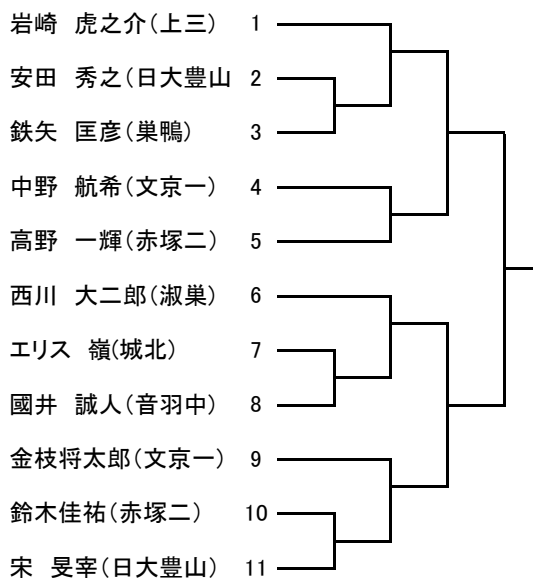 岩崎　虎之介(上三)　1
安田　秀之(日大豊山　2
鉄矢　匡彦(巣鴨)　3
中野　航希(文京一)　4
高野　一輝(赤塚二)　5
西川　大二郎(淑巣)　6
エリス　嶺(城北)　7
國井　誠人(音羽中)　8
金枝将太郎(文京一)　9
鈴木佳祐(赤塚二)　10
宋　旻宰(日大豊山)　11